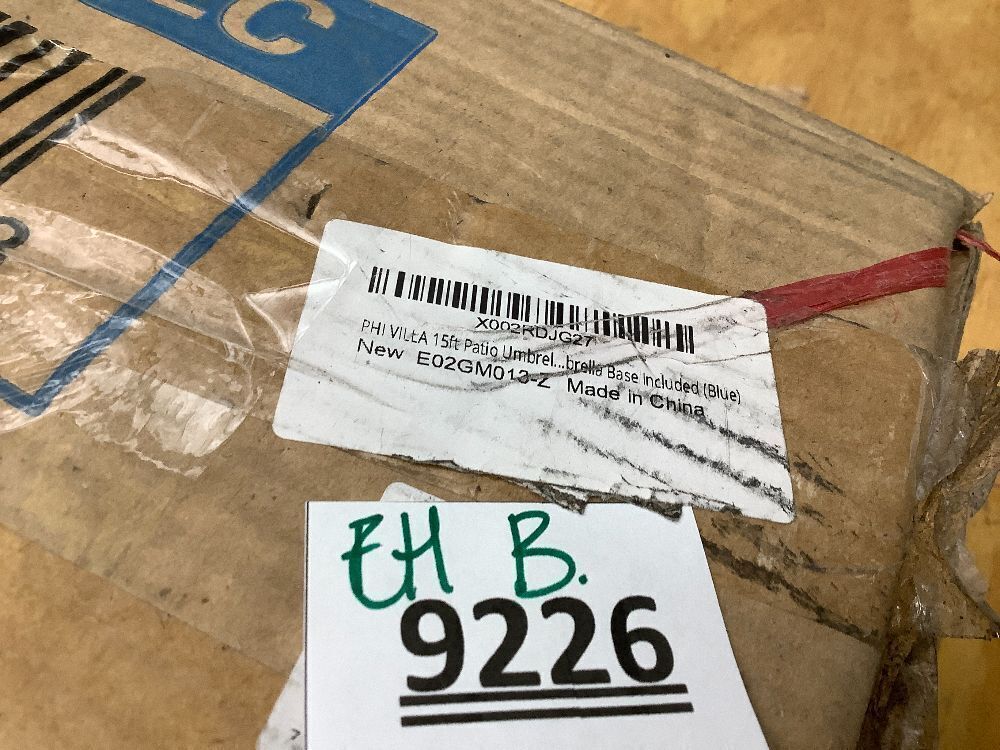 C
X002RDJG27
PHI VILLA 15ft Patio Umbrel...brella Base Included (Blue)
New E02GM013-Z Made in China
EH B.
9226